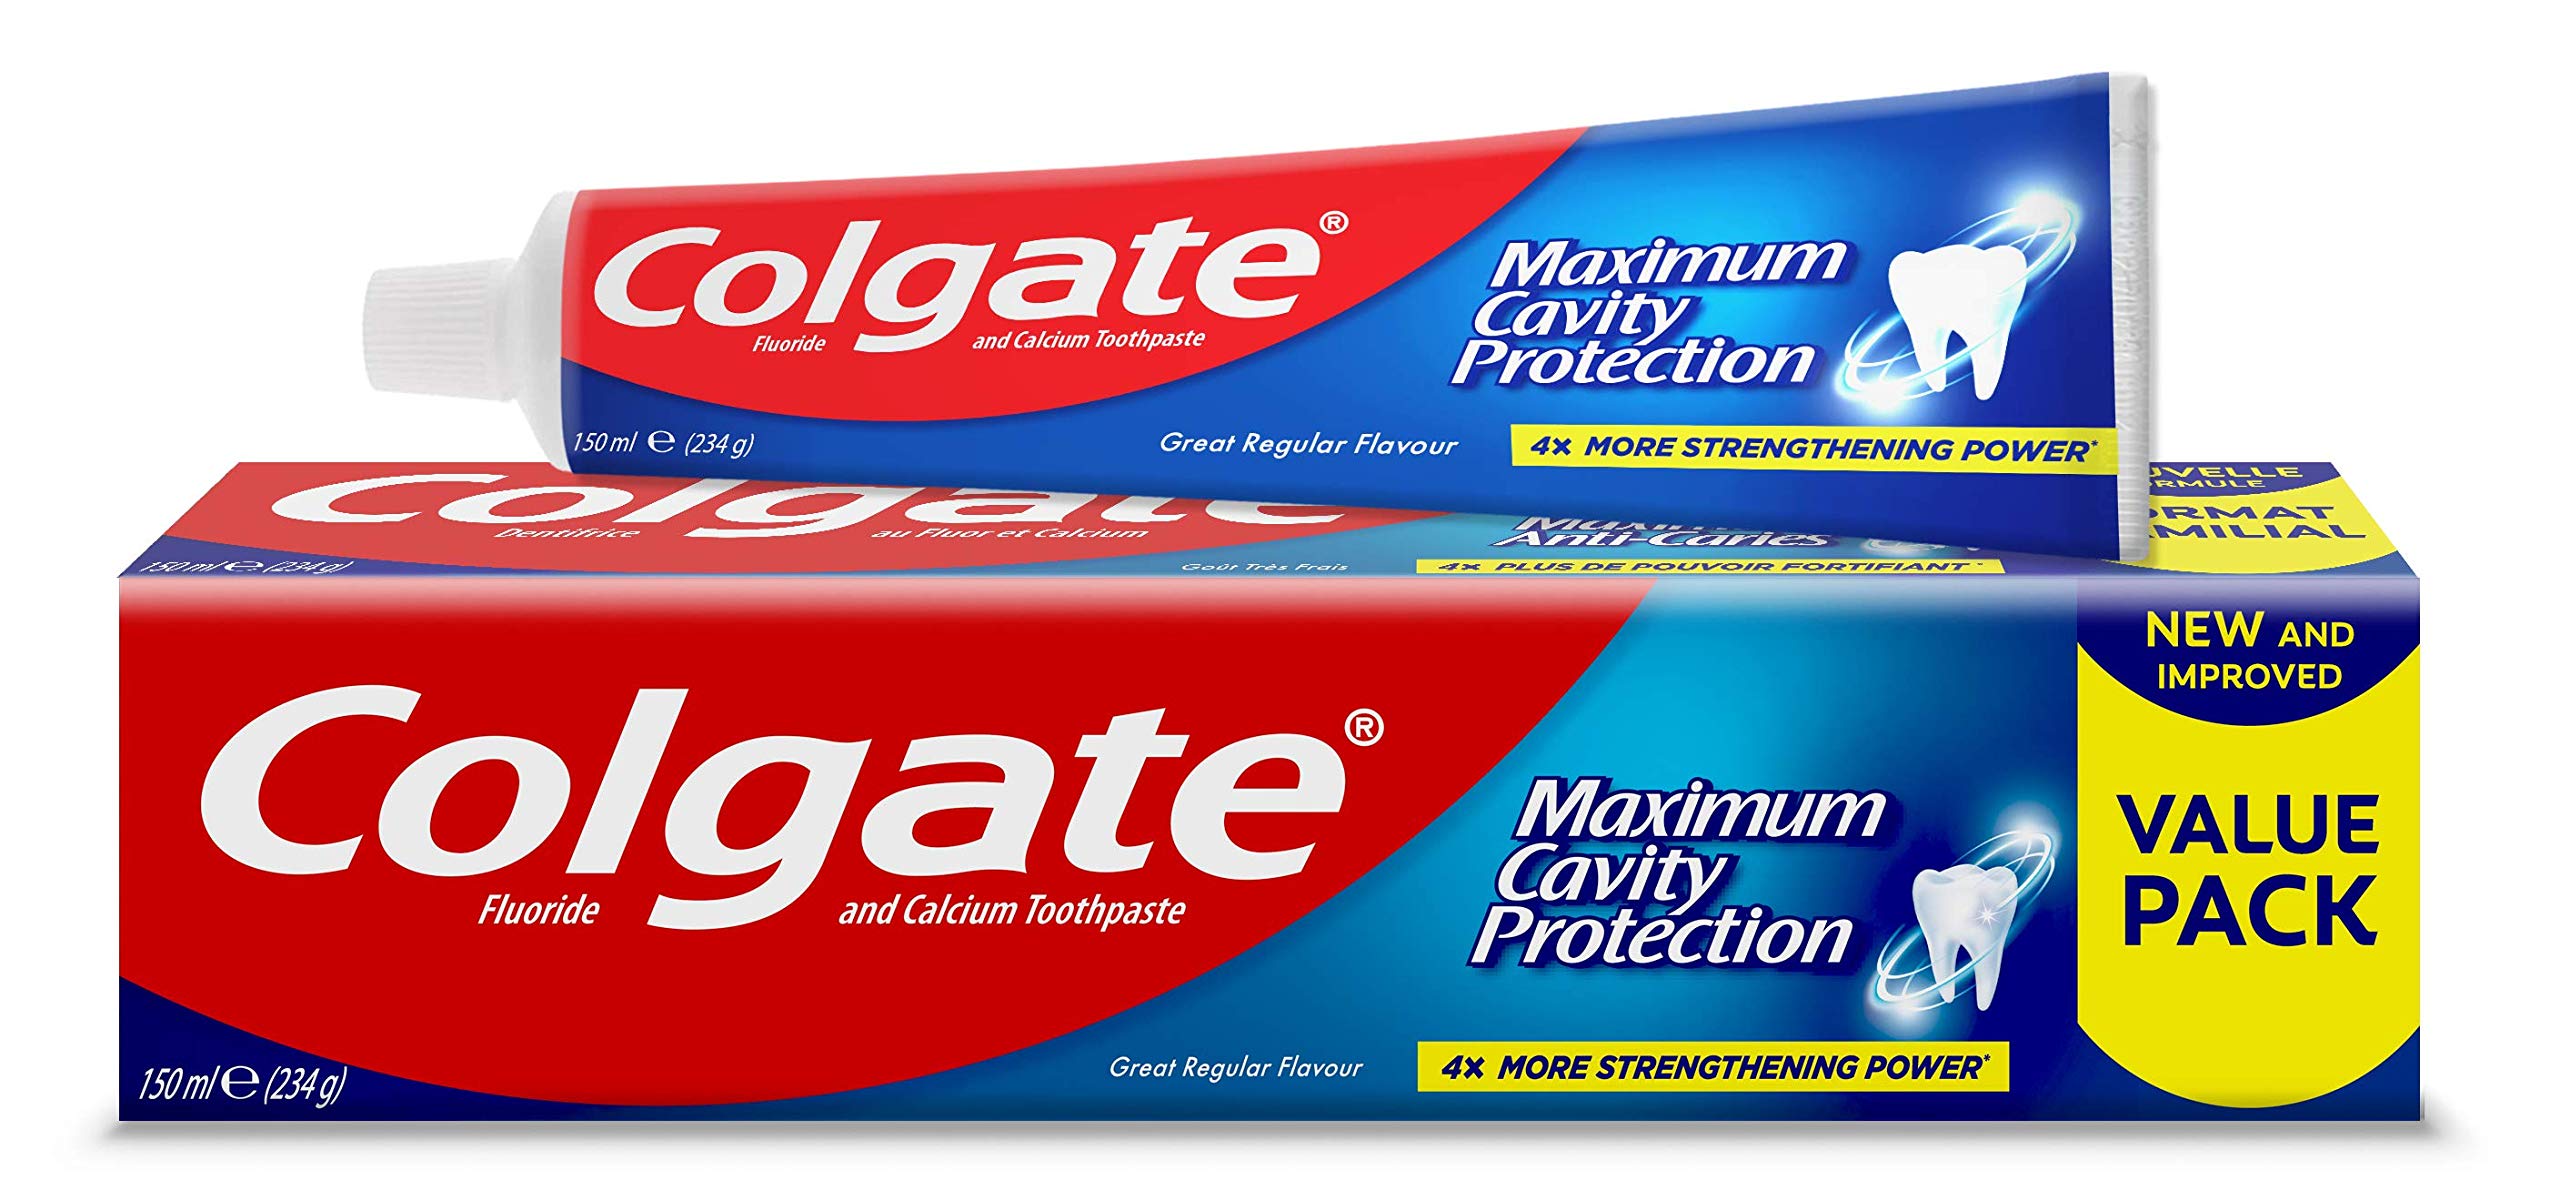 Colgate®
Fluoride and Calcium Toothpaste
Maximum
Cavity
Protection
150 ml ℮ (234 g)
Great Regular Flavour
4X MORE STRENGTHENING POWER*
Colgate
Dentifrice au Fluor et Calcium
Anti-Caries
150 ml ℮ (234 g)
Goût Très Frais
4X PLUS DE POUVOIR FORTIFIANT*
Colgate®
Fluoride and Calcium Toothpaste
Maximum
Cavity
Protection
150 ml ℮ (234 g)
Great Regular Flavour
4X MORE STRENGTHENING POWER*
NEW AND
IMPROVED
VALUE
PACK